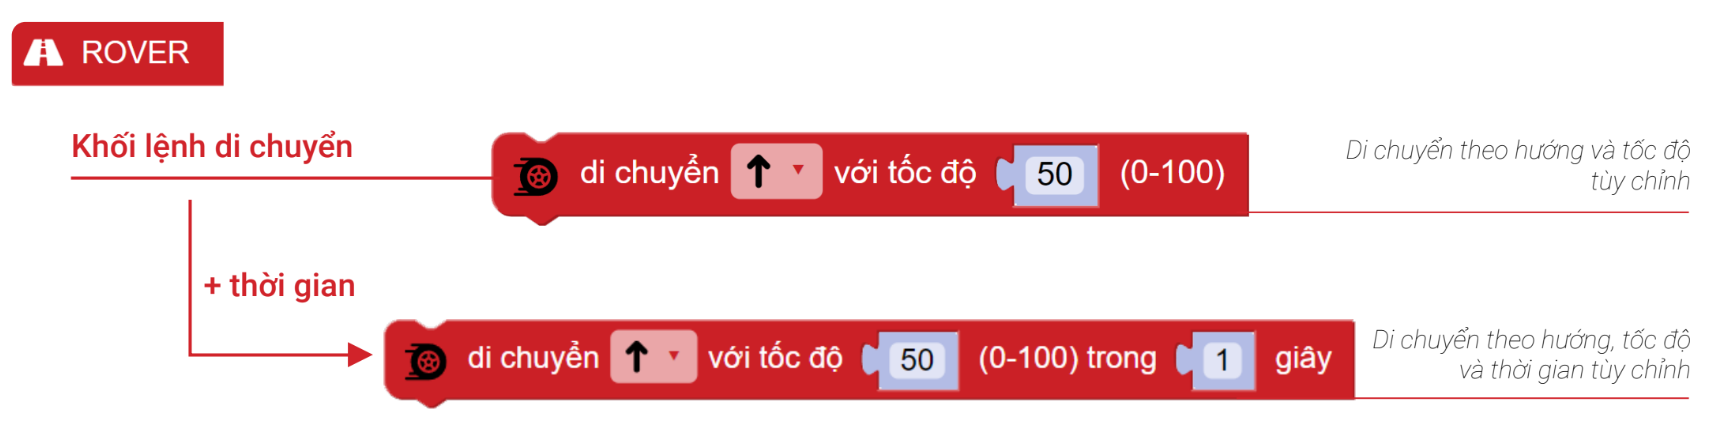 ROVER
Khối lệnh di chuyển
di chuyển ↑ ▼ với tốc độ 50 (0-100)
Di chuyển theo hướng và tốc độ
tùy chỉnh
+ thời gian
di chuyển ↑ ▼ với tốc độ 50 (0-100) trong 1 giây
Di chuyển theo hướng, tốc độ
và thời gian tùy chỉnh